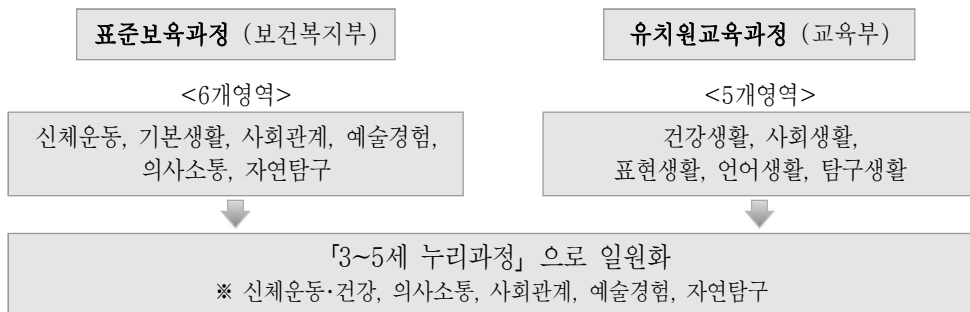 표준보육과정 (보건복지부)
유치원교육과정 (교육부)
<6개영역>
<5개영역>
신체운동, 기본생활, 사회관계, 예술경험,
의사소통, 자연탐구
건강생활, 사회생활,
표현생활, 언어생활, 탐구생활
「3~5세 누리과정」 으로 일원화
※ 신체운동·건강, 의사소통, 사회관계, 예술경험, 자연탐구